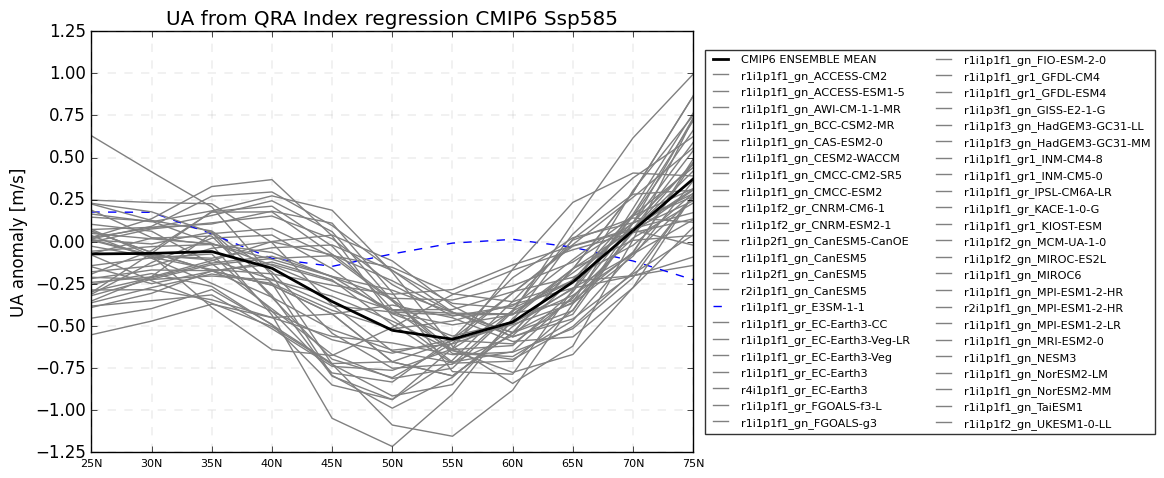 UA from QRA Index regression CMIP6 Ssp585
UA anomaly [m/s]
1.25
1.00
0.75
0.50
0.25
0.00
−0.25
−0.50
−0.75
−1.00
−1.25
25N 30N 35N 40N 45N 50N 55N 60N 65N 70N 75N
CMIP6 ENSEMBLE MEAN
r1i1p1f1_gn_ACCESS-CM2
r1i1p1f1_gn_ACCESS-ESM1-5
r1i1p1f1_gn_AWI-CM-1-1-MR
r1i1p1f1_gn_BCC-CSM2-MR
r1i1p1f1_gn_CAS-ESM2-0
r1i1p1f1_gn_CESM2-WACCM
r1i1p1f1_gn_CMCC-CM2-SR5
r1i1p1f1_gn_CMCC-ESM2
r1i1p1f2_gr_CNRM-CM6-1
r1i1p1f2_gr_CNRM-ESM2-1
r1i1p2f1_gn_CanESM5-CanOE
r1i1p1f1_gn_CanESM5
r1i1p2f1_gn_CanESM5
r2i1p1f1_gn_CanESM5
r1i1p1f1_gr_E3SM-1-1
r1i1p1f1_gr_EC-Earth3-CC
r1i1p1f1_gr_EC-Earth3-Veg-LR
r1i1p1f1_gr_EC-Earth3-Veg
r1i1p1f1_gr_EC-Earth3
r4i1p1f1_gr_EC-Earth3
r1i1p1f1_gr_FGOALS-f3-L
r1i1p1f1_gn_FGOALS-g3
r1i1p1f1_gn_FIO-ESM-2-0
r1i1p1f1_gr1_GFDL-CM4
r1i1p1f1_gr1_GFDL-ESM4
r1i1p3f1_gn_GISS-E2-1-G
r1i1p1f3_gn_HadGEM3-GC31-LL
r1i1p1f3_gn_HadGEM3-GC31-MM
r1i1p1f1_gr1_INM-CM4-8
r1i1p1f1_gr1_INM-CM5-0
r1i1p1f1_gr_IPSL-CM6A-LR
r1i1p1f1_gr_KACE-1-0-G
r1i1p1f1_gr1_KIOST-ESM
r1i1p1f2_gn_MCM-UA-1-0
r1i1p1f2_gn_MIROC-ES2L
r1i1p1f1_gn_MIROC6
r1i1p1f1_gn_MPI-ESM1-2-HR
r2i1p1f1_gn_MPI-ESM1-2-HR
r1i1p1f1_gn_MPI-ESM1-2-LR
r1i1p1f1_gn_MRI-ESM2-0
r1i1p1f1_gn_NESM3
r1i1p1f1_gn_NorESM2-LM
r1i1p1f1_gn_NorESM2-MM
r1i1p1f1_gn_TaiESM1
r1i1p1f2_gn_UKESM1-0-LL